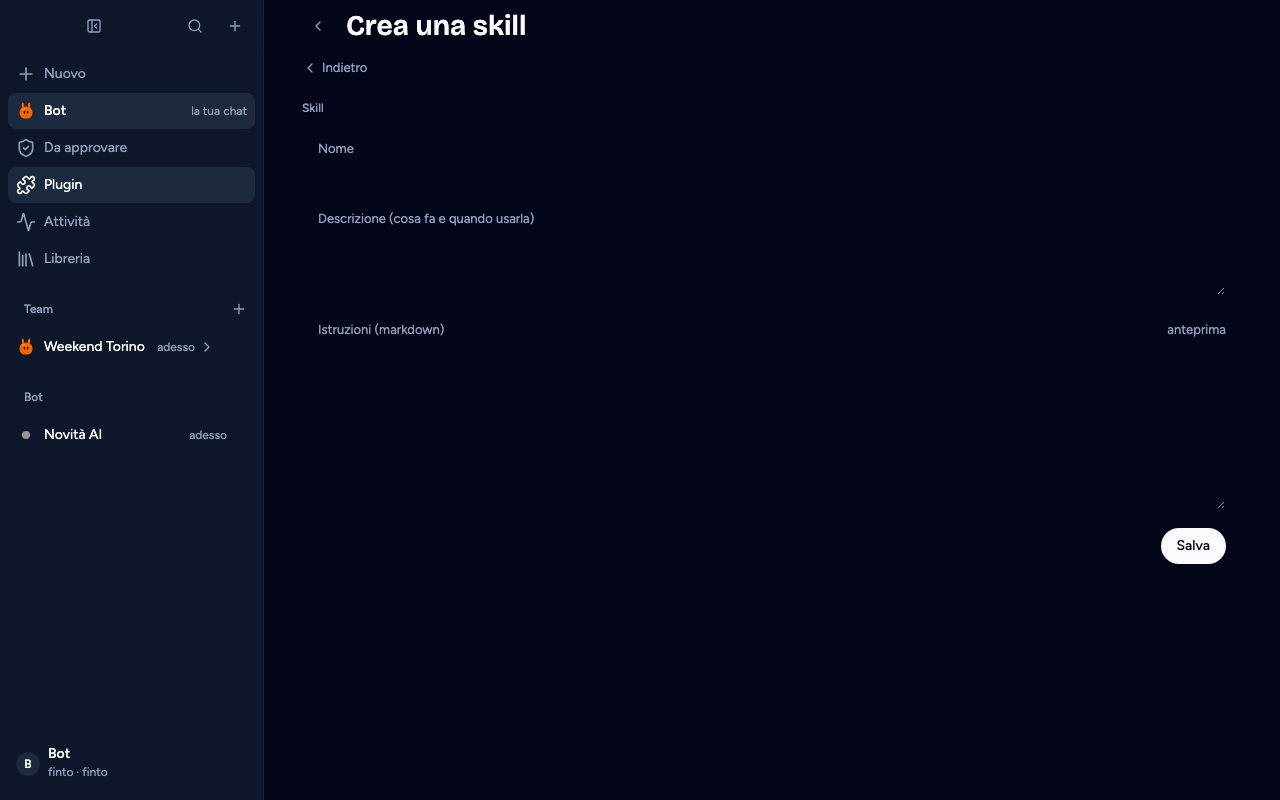 Crea una skill
Nuovo
Indietro
Bot
la tua chat
Skill
Da approvare
Nome
Plugin
Descrizione (cosa fa e quando usarla)
Attività
Libreria
Team
Istruzioni (markdown)
anteprima
Weekend Torino
adesso
Bot
Novità AI
adesso
Salva
B
Bot
finto · finto